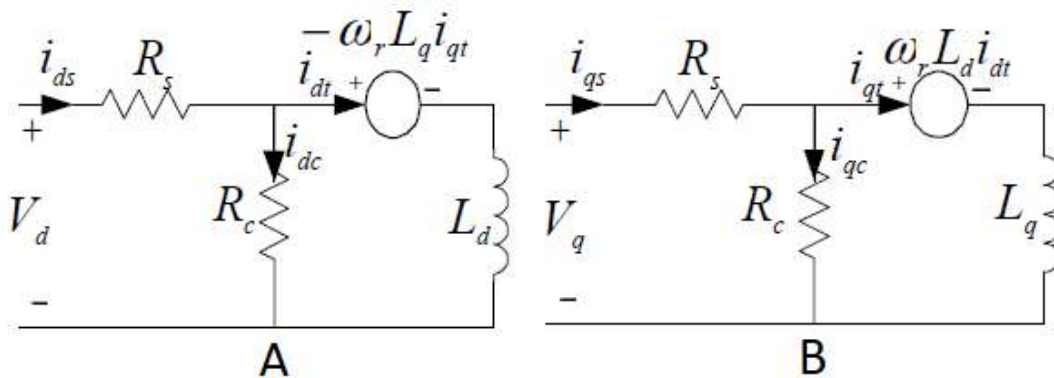 -ω_r L_q i_qt
i_ds
R_s
i_dt
+
-
+
i_dc
V_d
R_c
L_d
-
A
ω_r L_d i_dt
i_qs
R_s
i_qt
+
-
+
i_qc
V_q
R_c
L_q
-
B